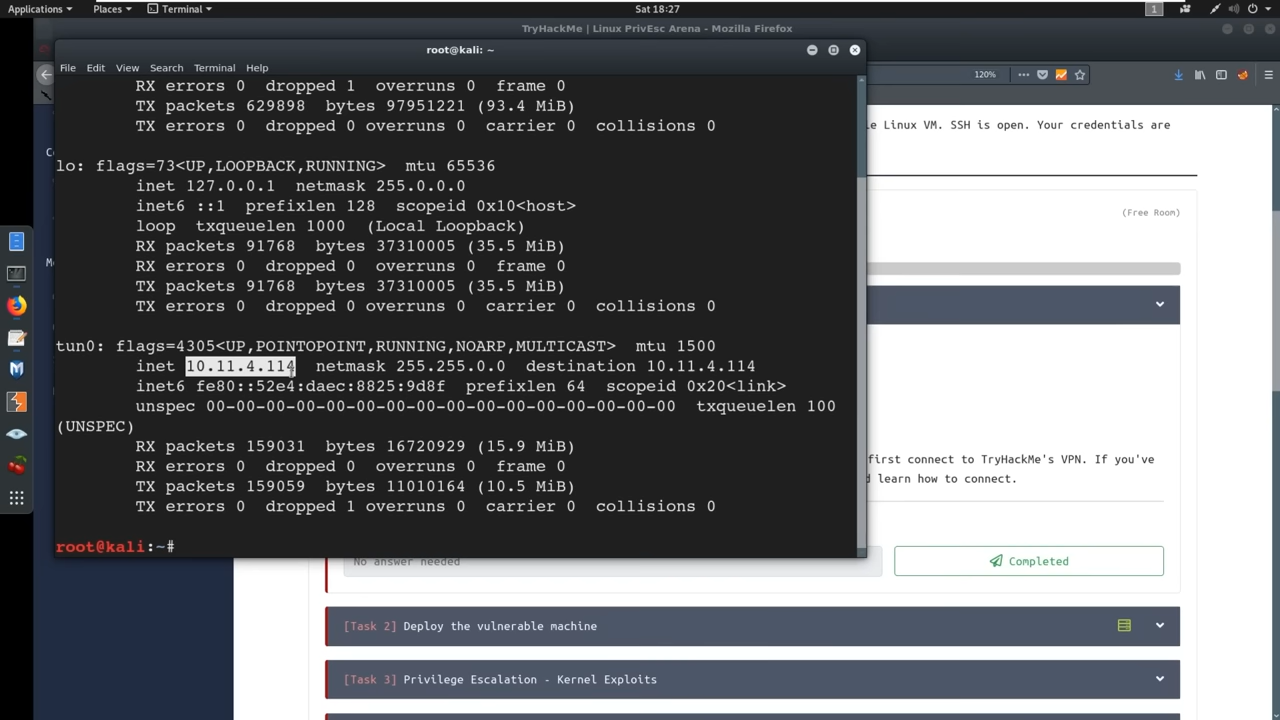 Applications Places Terminal Sat 18:27 1
TryHackMe | Linux PrivEsc Arena - Mozilla Firefox
root@kali: ~
File Edit View Search Terminal Help
120%
RX errors 0 dropped 1 overruns 0 frame 0
TX packets 629898 bytes 97951221 (93.4 MiB)
TX errors 0 dropped 0 overruns 0 carrier 0 collisions 0
le Linux VM. SSH is open. Your credentials are
lo: flags=73<UP,LOOPBACK,RUNNING> mtu 65536
inet 127.0.0.1 netmask 255.0.0.0
inet6 ::1 prefixlen 128 scopeid 0x10<host>
loop txqueuelen 1000 (Local Loopback)
RX packets 91768 bytes 37310005 (35.5 MiB)
RX errors 0 dropped 0 overruns 0 frame 0
TX packets 91768 bytes 37310005 (35.5 MiB)
TX errors 0 dropped 0 overruns 0 carrier 0 collisions 0
(Free Room)
tun0: flags=4305<UP,POINTOPOINT,RUNNING,NOARP,MULTICAST> mtu 1500
inet 10.11.4.114 netmask 255.255.0.0 destination 10.11.4.114
inet6 fe80::52e4:daec:8825:9d8f prefixlen 64 scopeid 0x20<link>
unspec 00-00-00-00-00-00-00-00-00-00-00-00-00-00-00-00 txqueuelen 100
(UNSPEC)
RX packets 159031 bytes 16720929 (15.9 MiB)
RX errors 0 dropped 0 overruns 0 frame 0
TX packets 159059 bytes 11010164 (10.5 MiB)
TX errors 0 dropped 1 overruns 0 carrier 0 collisions 0
first connect to TryHackMe's VPN. If you've
d learn how to connect.
root@kali:~#
No answer needed
Completed
[Task 2] Deploy the vulnerable machine
[Task 3] Privilege Escalation - Kernel Exploits